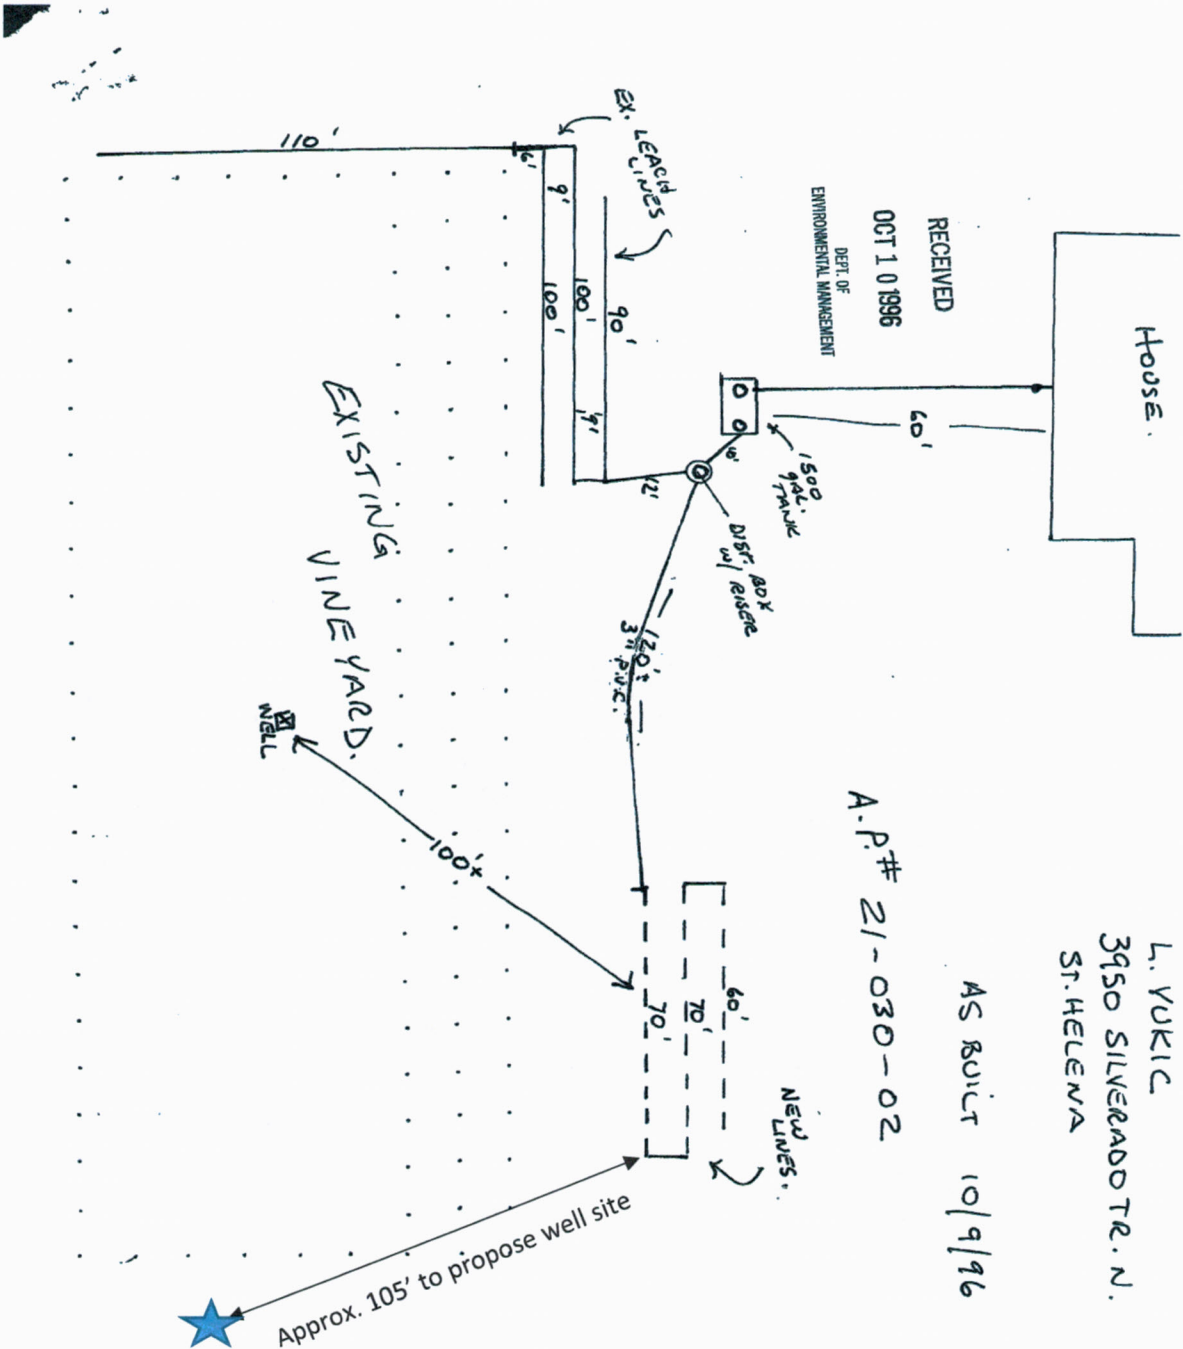 L. VUKIC
3950 SILVERADO TR. N.
ST. HELENA
AS BUILT 10/9/96
A.P.# 21-030-02
HOUSE.
RECEIVED
OCT 10 1996
DEPT. OF
ENVIRONMENTAL MANAGEMENT
60'
1500
GAL.
TANK
10'
DIST. BOX
W/ RISER
12'
EX. LEACH
LINES
90'
100'
100'
9'
9'
6'
110'
120'±
3" P.V.C.
EXISTING
VINEYARD.
WELL
100'±
60'
70'
70'
NEW
LINES.
Approx. 105' to propose well site